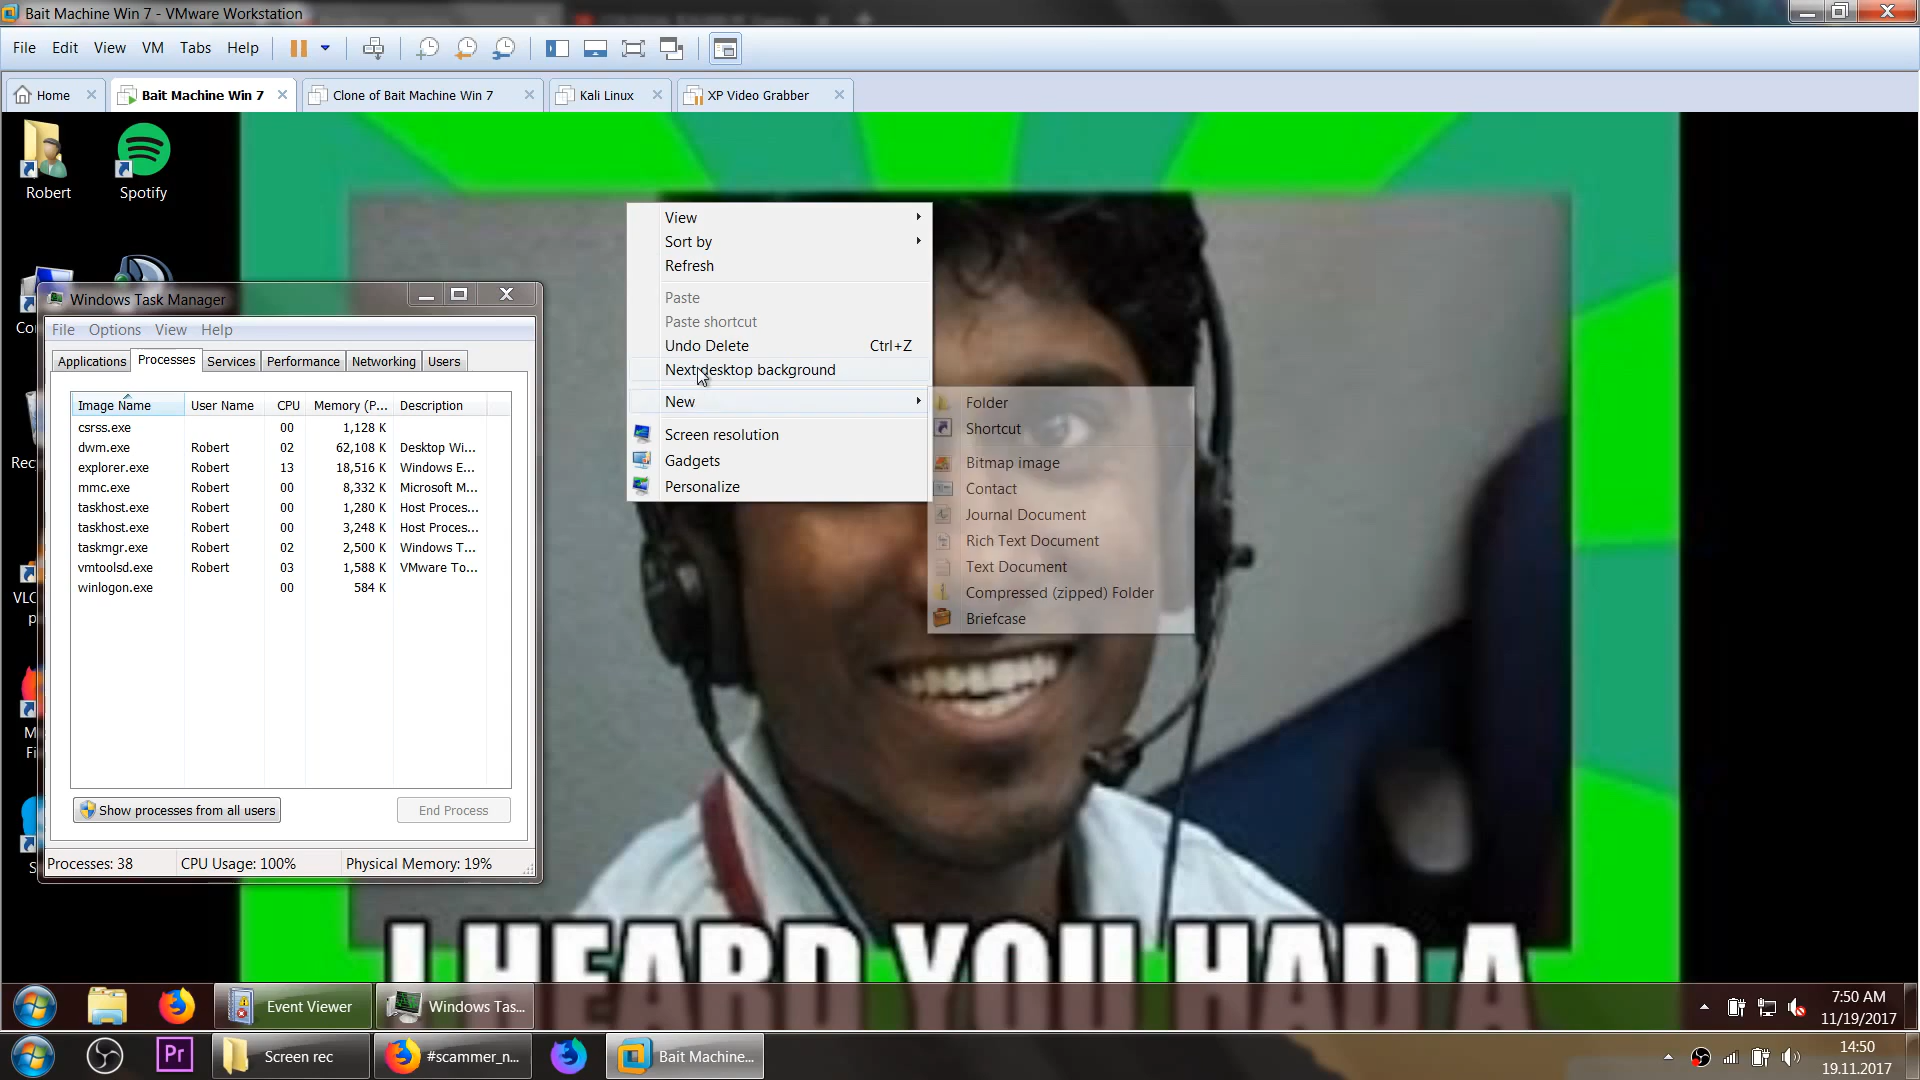 Bait Machine Win 7 - VMware Workstation
File Edit View VM Tabs Help
Home
Bait Machine Win 7
Clone of Bait Machine Win 7
Kali Linux
XP Video Grabber
Robert
Spotify
Windows Task Manager
File Options View Help
Applications Processes Services Performance Networking Users
Image Name User Name CPU Memory (P... Description
csrss.exe 00 1,128 K
dwm.exe Robert 02 62,108 K Desktop Wi...
explorer.exe Robert 13 18,516 K Windows E...
mmc.exe Robert 00 8,332 K Microsoft M...
taskhost.exe Robert 00 1,280 K Host Proces...
taskhost.exe Robert 00 3,248 K Host Proces...
taskmgr.exe Robert 02 2,500 K Windows T...
vmtoolsd.exe Robert 03 1,588 K VMware To...
winlogon.exe 00 584 K
Show processes from all users
End Process
Processes: 38 CPU Usage: 100% Physical Memory: 19%
View
Sort by
Refresh
Paste
Paste shortcut
Undo Delete Ctrl+Z
Next desktop background
New
Screen resolution
Gadgets
Personalize
Folder
Shortcut
Bitmap image
Contact
Journal Document
Rich Text Document
Text Document
Compressed (zipped) Folder
Briefcase
I HEARD YOU HAD A
Event Viewer
Windows Tas...
7:50 AM
11/19/2017
Pr
Screen rec
#scammer_n...
Bait Machine...
14:50
19.11.2017